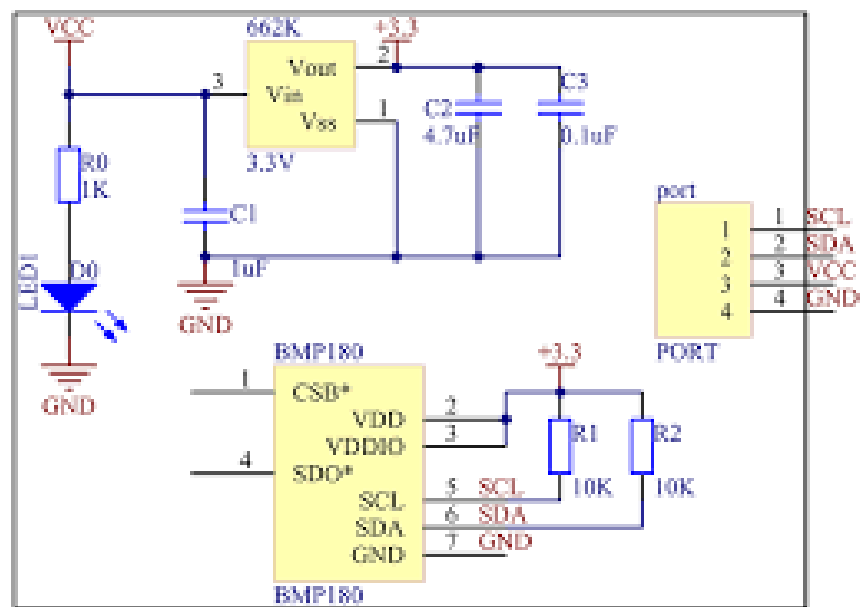 VCC
662K
+3.3
2
Vout
3
Vin
1
Vss
3.3V
C2
4.7uF
C3
0.1uF
R0
1K
C1
1uF
LED1
D0
GND
GND
port
1 1 SCL
2 2 SDA
3 3 VCC
4 4 GND
PORT
BMP180
+3.3
1 CSB*
VDD 2
VDDIO 3
4 SDO*
SCL 5 SCL
SDA 6 SDA
GND 7 GND
R1
10K
R2
10K
BMP180